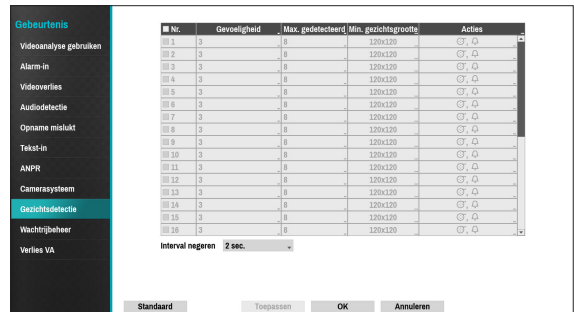 Gebeurtenis
Videoanalyse gebruiken
Alarm-in
Videoverlies
Audiodetectie
Opname mislukt
Tekst-in
ANPR
Camerasysteem
Gezichtsdetectie
Wachtrijbeheer
Verlies VA
Nr. Gevoeligheid Max. gedetecteerd Min. gezichtsgrootte Acties
1 3 8 120x120
2 3 8 120x120
3 3 8 120x120
4 3 8 120x120
5 3 8 120x120
6 3 8 120x120
7 3 8 120x120
8 3 8 120x120
9 3 8 120x120
10 3 8 120x120
11 3 8 120x120
12 3 8 120x120
13 3 8 120x120
14 3 8 120x120
15 3 8 120x120
16 3 8 120x120
Interval negeren 2 sec.
Standaard Toepassen OK Annuleren